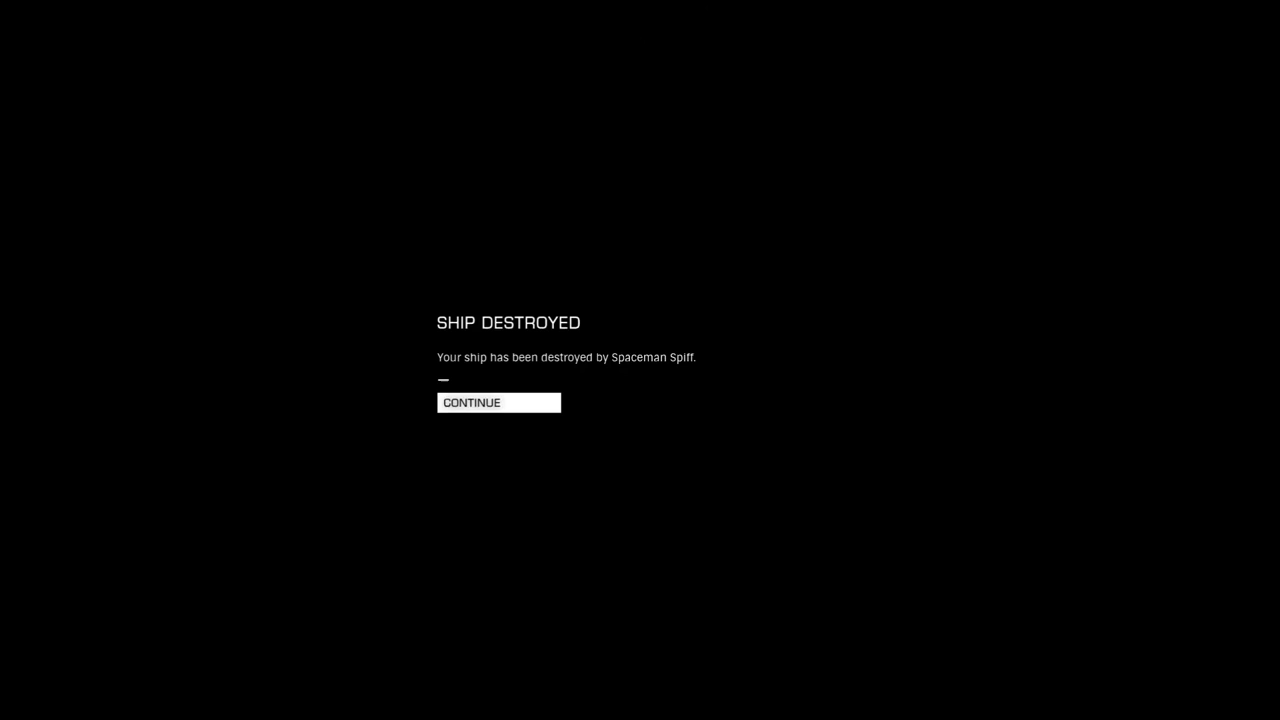 SHIP DESTROYED
Your ship has been destroyed by Spaceman Spiff.
CONTINUE